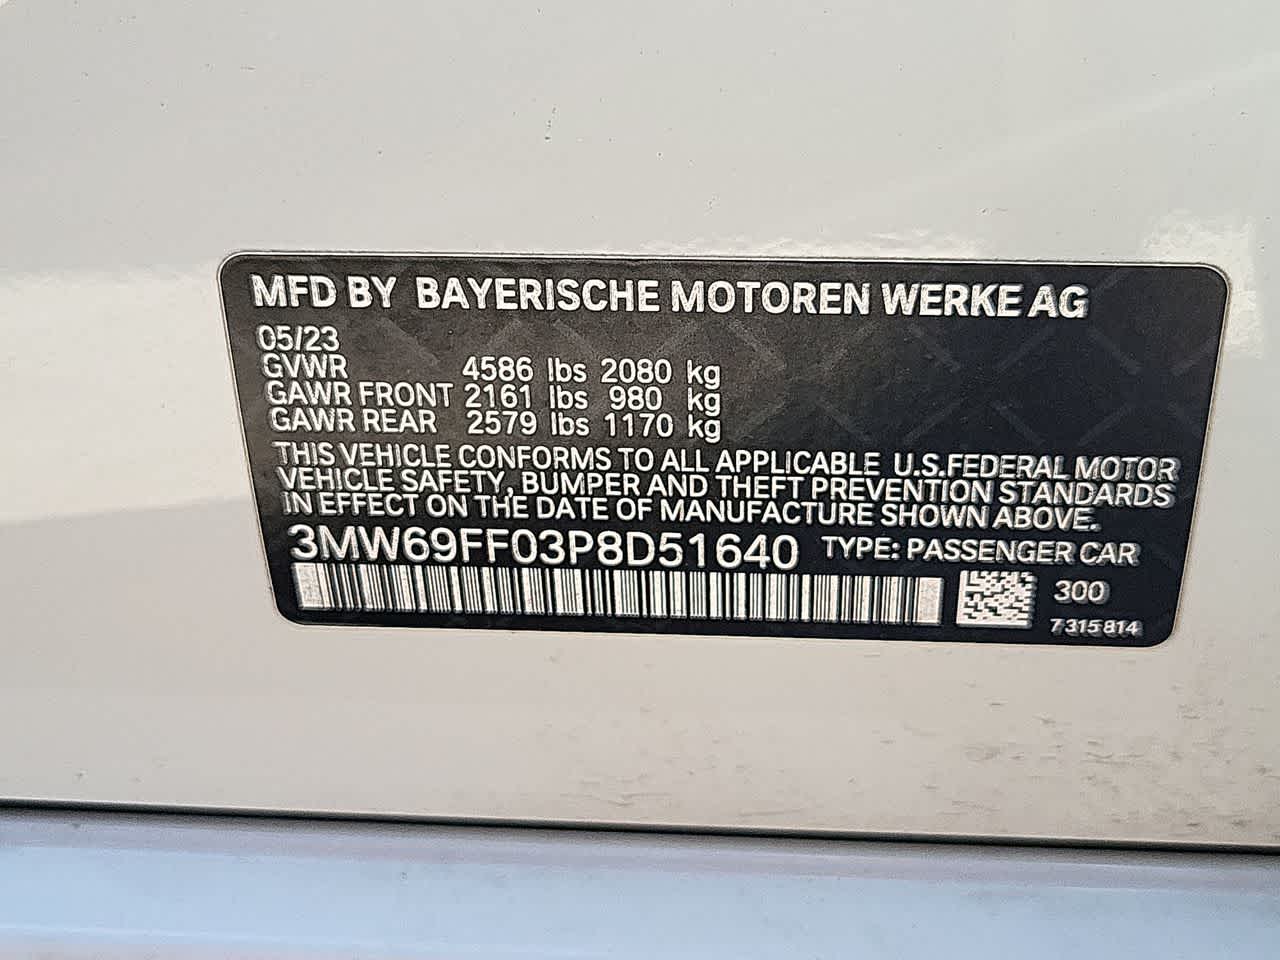 MFD BY BAYERISCHE MOTOREN WERKE AG
05/23
GVWR 4586 lbs 2080 kg
GAWR FRONT 2161 lbs 980 kg
GAWR REAR 2579 lbs 1170 kg
THIS VEHICLE CONFORMS TO ALL APPLICABLE U.S.FEDERAL MOTOR
VEHICLE SAFETY, BUMPER AND THEFT PREVENTION STANDARDS
IN EFFECT ON THE DATE OF MANUFACTURE SHOWN ABOVE.
3MW69FF03P8D51640 TYPE: PASSENGER CAR
300
7315814